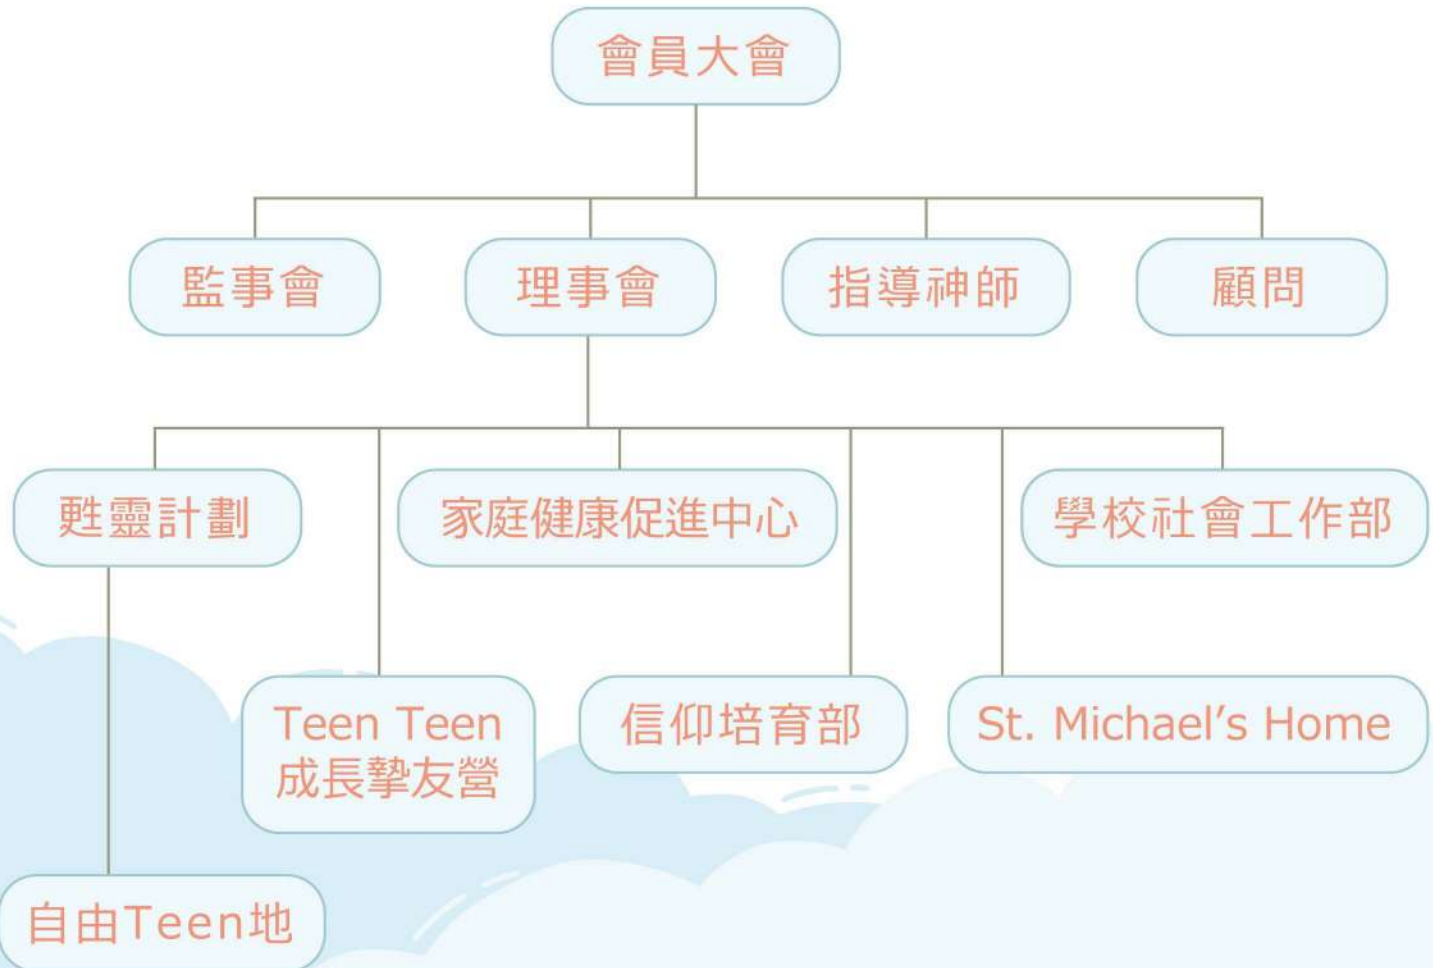 會員大會
監事會
理事會
指導神師
顧問
甦靈計劃
家庭健康促進中心
學校社會工作部
Teen Teen
成長摯友營
信仰培育部
St. Michael’s Home
自由Teen地